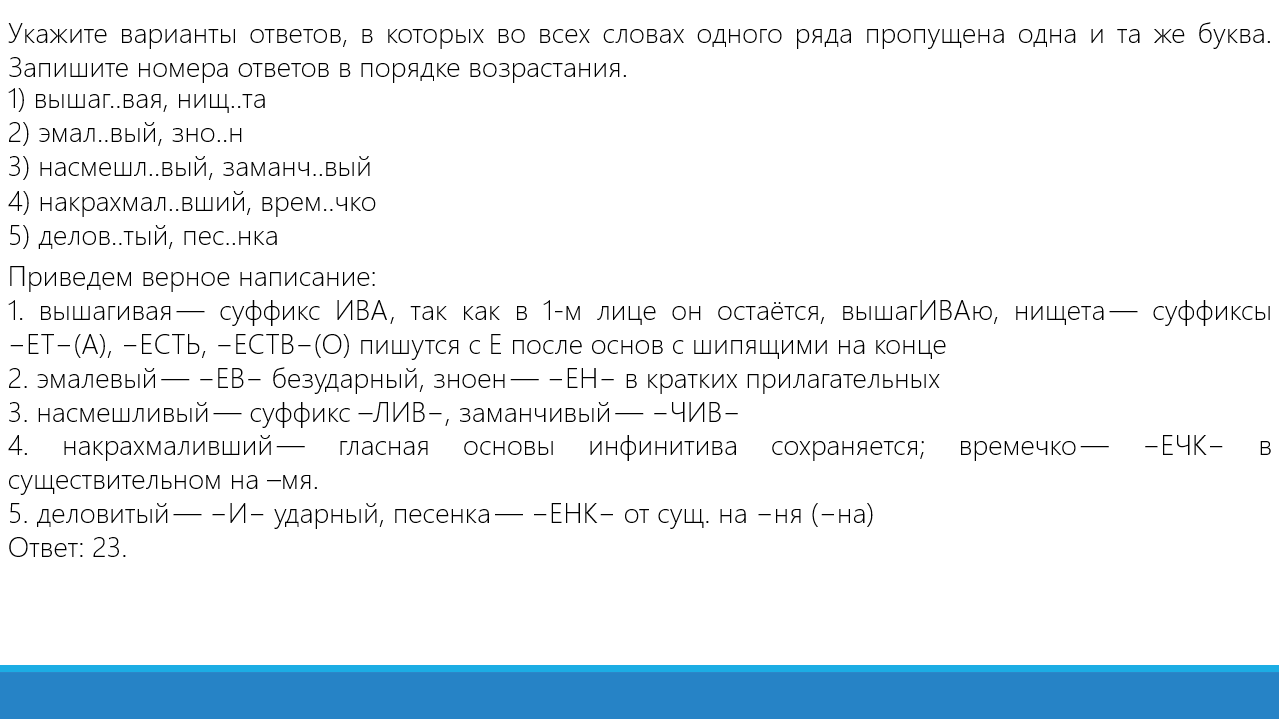 Укажите варианты ответов, в которых во всех словах одного ряда пропущена одна и та же буква.
Запишите номера ответов в порядке возрастания.
1) вышаг..вая, нищ..та
2) эмал..вый, зно..н
3) насмешл..вый, заманч..вый
4) накрахмал..вший, врем..чко
5) делов..тый, пес..нка
Приведем верное написание:
1. вышагивая— суффикс ИВА, так как в 1-м лице он остаётся, вышагИВАю, нищета— суффиксы
−ЕТ−(А), −ЕСТЬ, −ЕСТВ−(О) пишутся с Е после основ с шипящими на конце
2. эмалевый— −ЕВ− безударный, зноен— −ЕН− в кратких прилагательных
3. насмешливый— суффикс –ЛИВ−, заманчивый— −ЧИВ−
4. накрахмаливший— гласная основы инфинитива сохраняется; времечко— −ЕЧК− в
существительном на –мя.
5. деловитый— −И− ударный, песенка— −ЕНК− от сущ. на −ня (−на)
Ответ: 23.